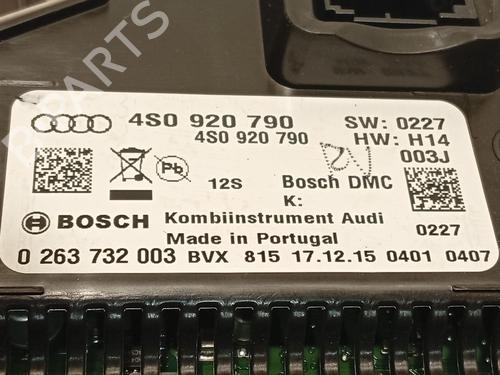 4S0 920 790 SW: 0227
4S0 920 790 HW: H14
003J
Pb
12S Bosch DMC
K:
BOSCH Kombiinstrument Audi
Made in Portugal 0227
0 263 732 003 BVX 815 17.12.15 0401 0407